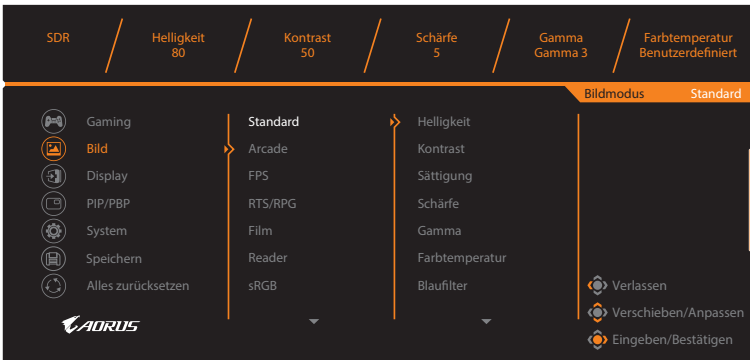 SDR
Helligkeit
80
Kontrast
50
Schärfe
5
Gamma
Gamma 3
Farbtemperatur
Benutzerdefiniert
Bildmodus Standard
Gaming
Bild
Display
PIP/PBP
System
Speichern
Alles zurücksetzen
Standard
Arcade
FPS
RTS/RPG
Film
Reader
sRGB
Helligkeit
Kontrast
Sättigung
Schärfe
Gamma
Farbtemperatur
Blaufilter
Verlassen
Verschieben/Anpassen
Eingeben/Bestätigen
AORUS